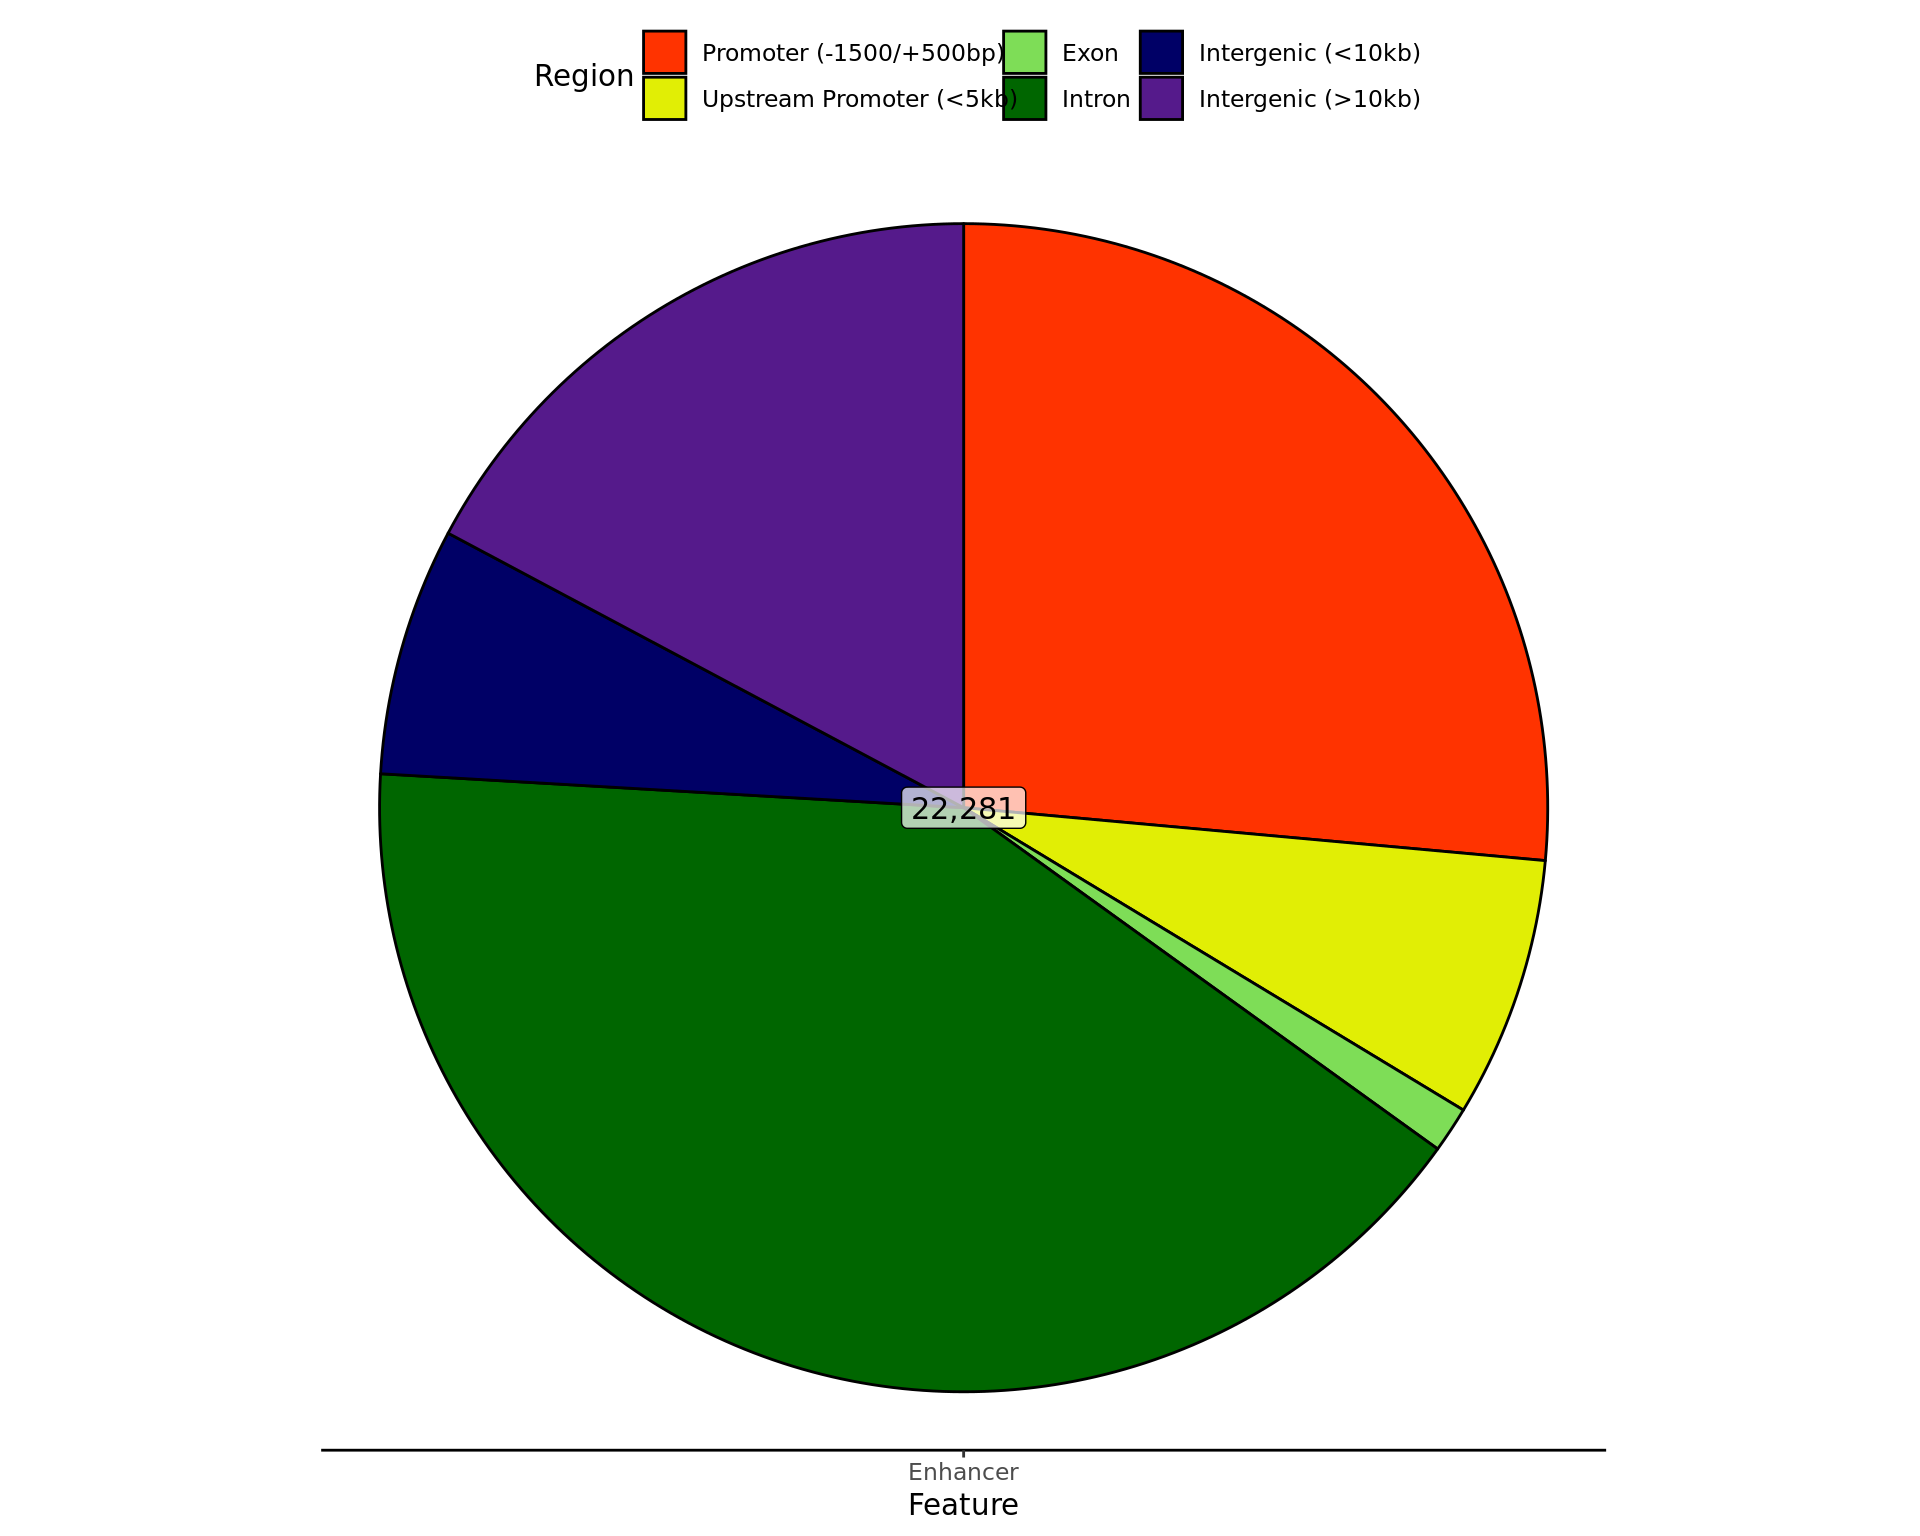 Region
Promoter (-1500/+500bp)
Upstream Promoter (<5kb)
Exon
Intron
Intergenic (<10kb)
Intergenic (>10kb)
22,281
Enhancer
Feature